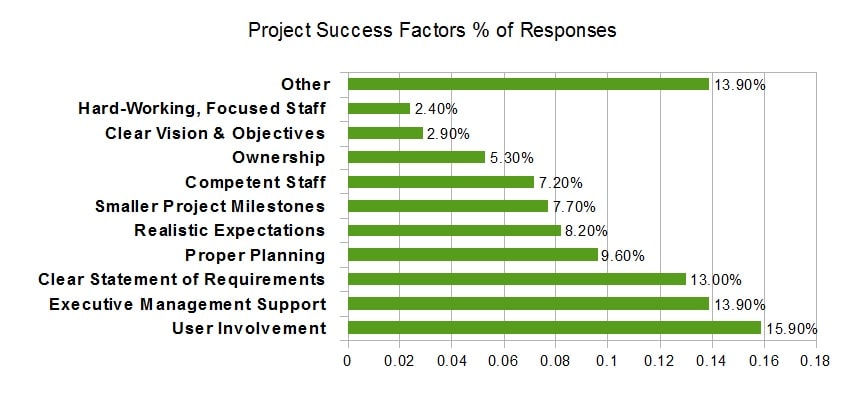 Project Success Factors % of Responses
Other 13.90%
Hard-Working, Focused Staff 2.40%
Clear Vision & Objectives 2.90%
Ownership 5.30%
Competent Staff 7.20%
Smaller Project Milestones 7.70%
Realistic Expectations 8.20%
Proper Planning 9.60%
Clear Statement of Requirements 13.00%
Executive Management Support 13.90%
User Involvement 15.90%
0 0.02 0.04 0.06 0.08 0.1 0.12 0.14 0.16 0.18